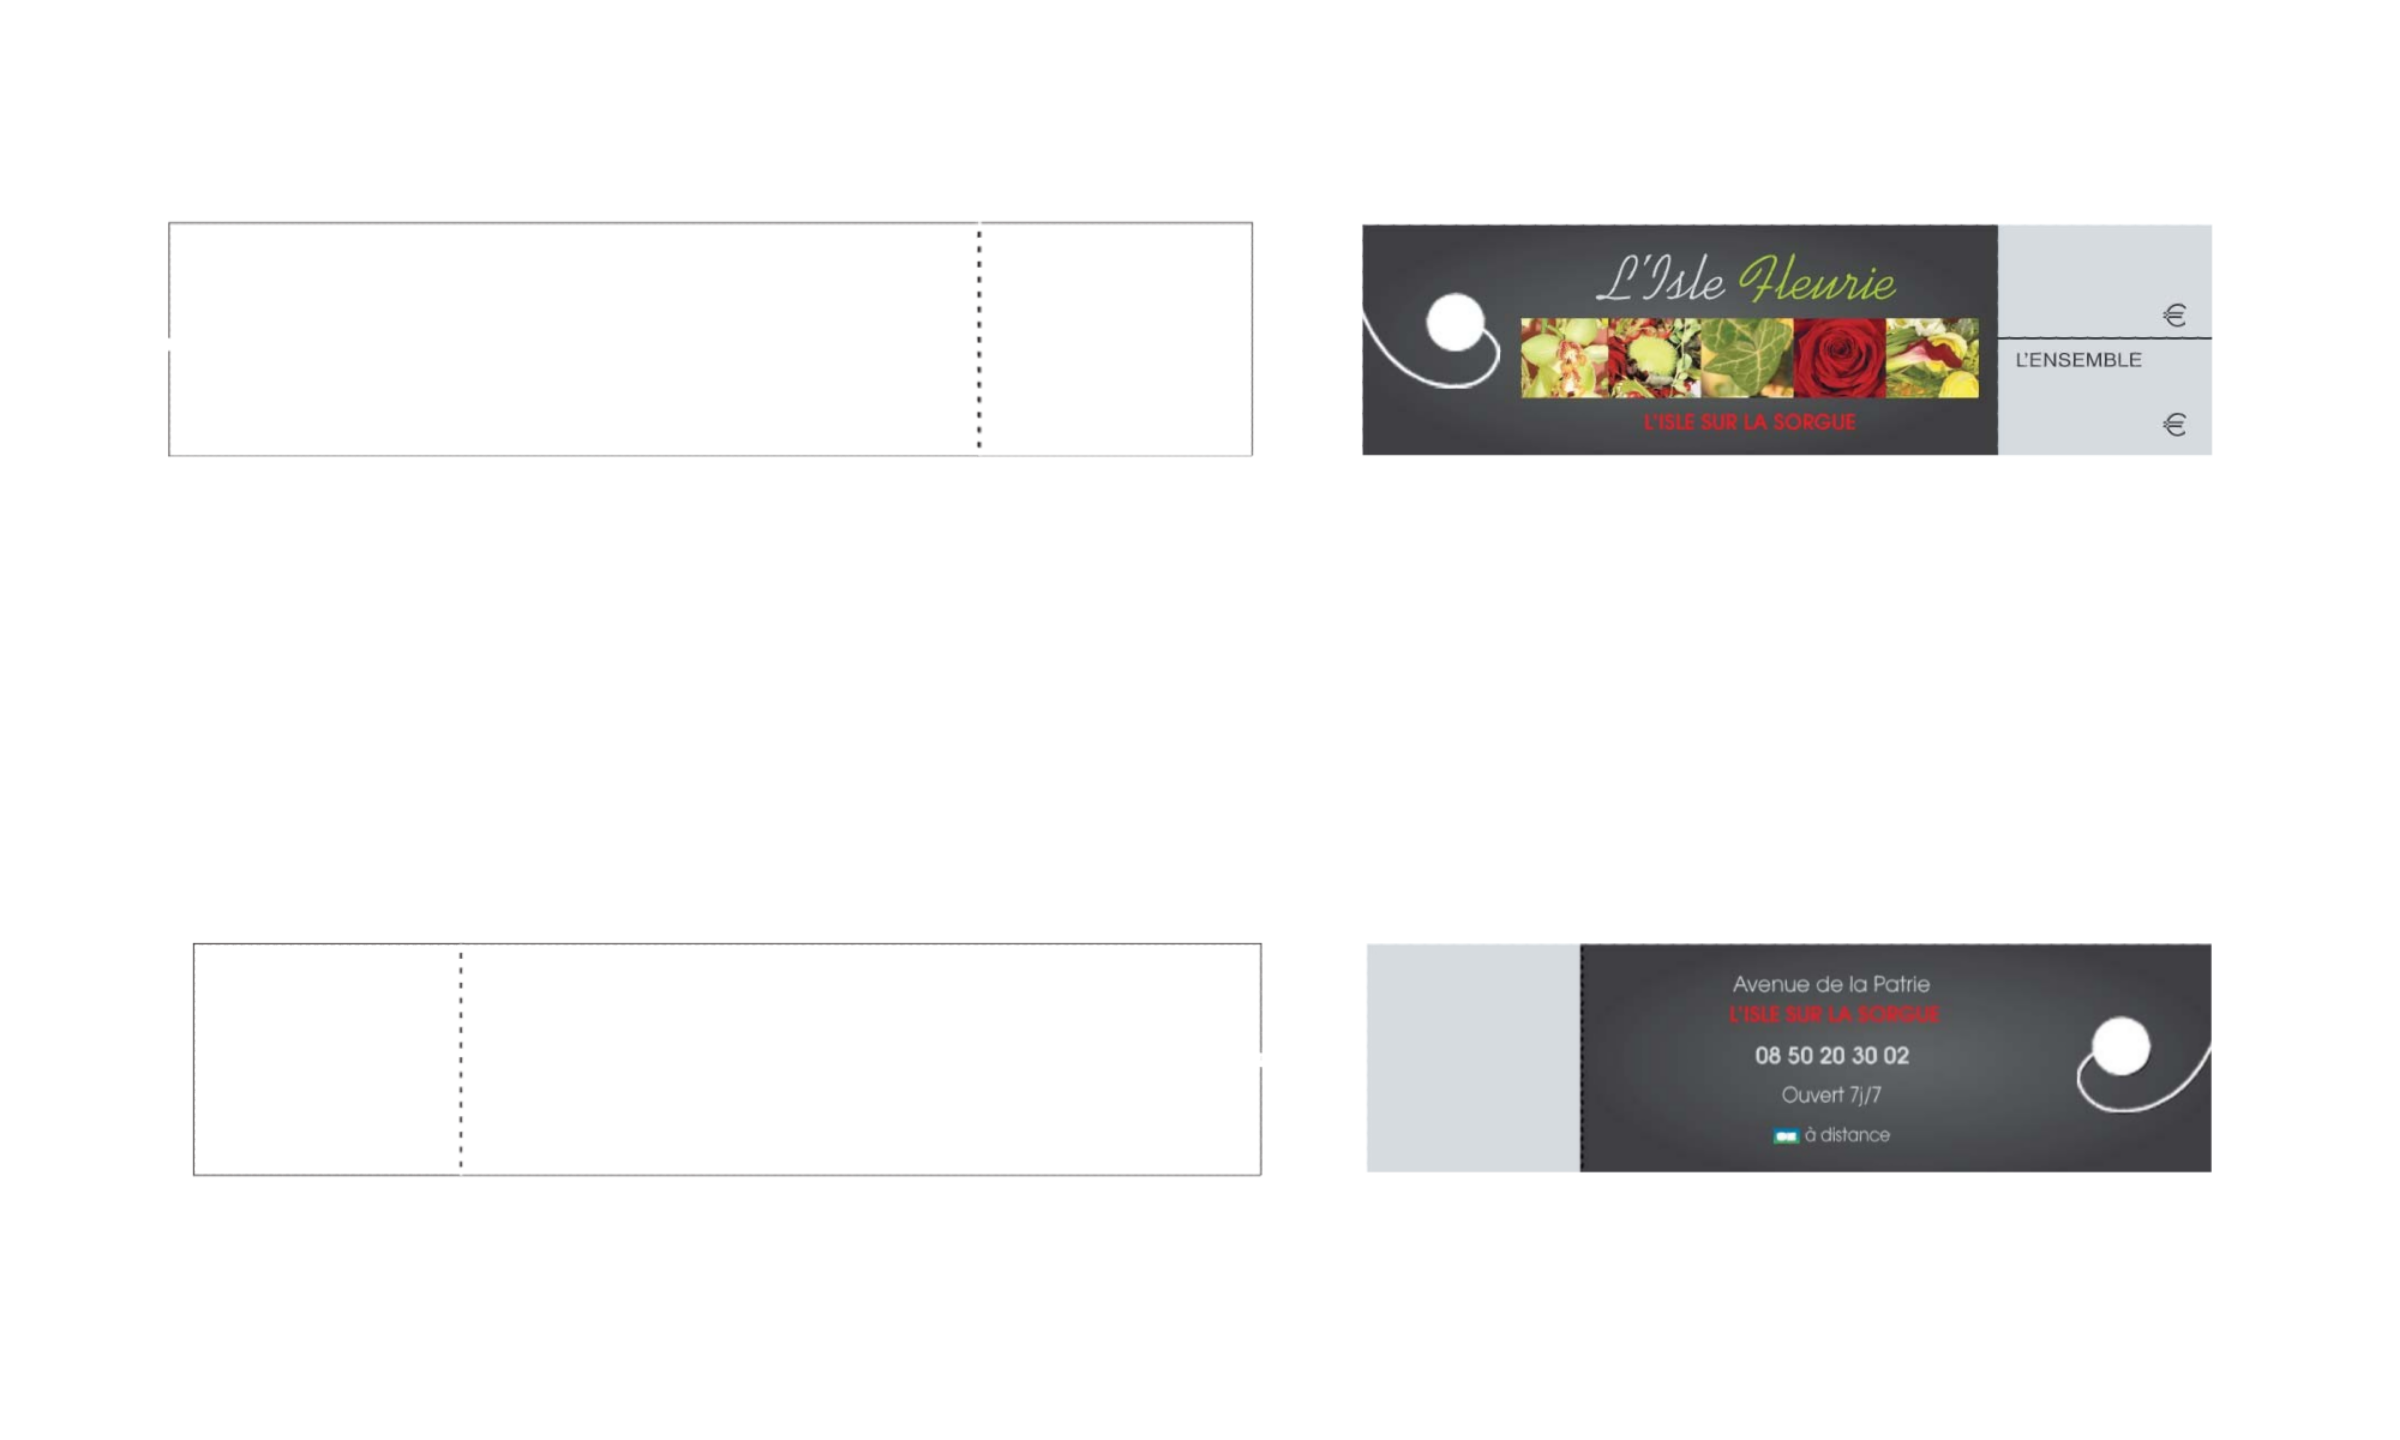 L'Isle Fleurie
€
L'ENSEMBLE
L'ISLE SUR LA SORGUE
€
Avenue de la Patrie
L'ISLE SUR LA SORGUE
08 50 20 30 02
Ouvert 7j/7
à distance